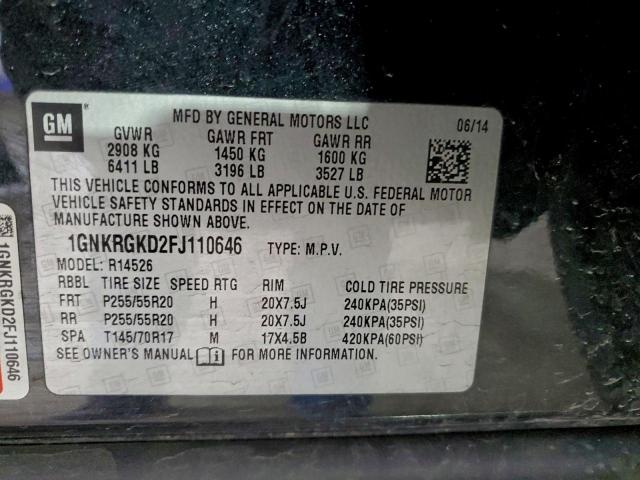 GM
MFD BY GENERAL MOTORS LLC 06/14
GVWR GAWR FRT GAWR RR
2908 KG 1450 KG 1600 KG
6411 LB 3196 LB 3527 LB
THIS VEHICLE CONFORMS TO ALL APPLICABLE U.S. FEDERAL MOTOR
VEHICLE SAFETY STANDARDS IN EFFECT ON THE DATE OF
MANUFACTURE SHOWN ABOVE.
1GNKRGKD2FJ110646 TYPE: M.P.V.
MODEL: R14526
RBBL TIRE SIZE SPEED RTG RIM COLD TIRE PRESSURE
FRT P255/55R20 H 20X7.5J 240KPA(35PSI)
RR P255/55R20 H 20X7.5J 240KPA(35PSI)
SPA T145/70R17 M 17X4.5B 420KPA(60PSI)
SEE OWNER'S MANUAL FOR MORE INFORMATION
1GNKRGKD2FJ110646